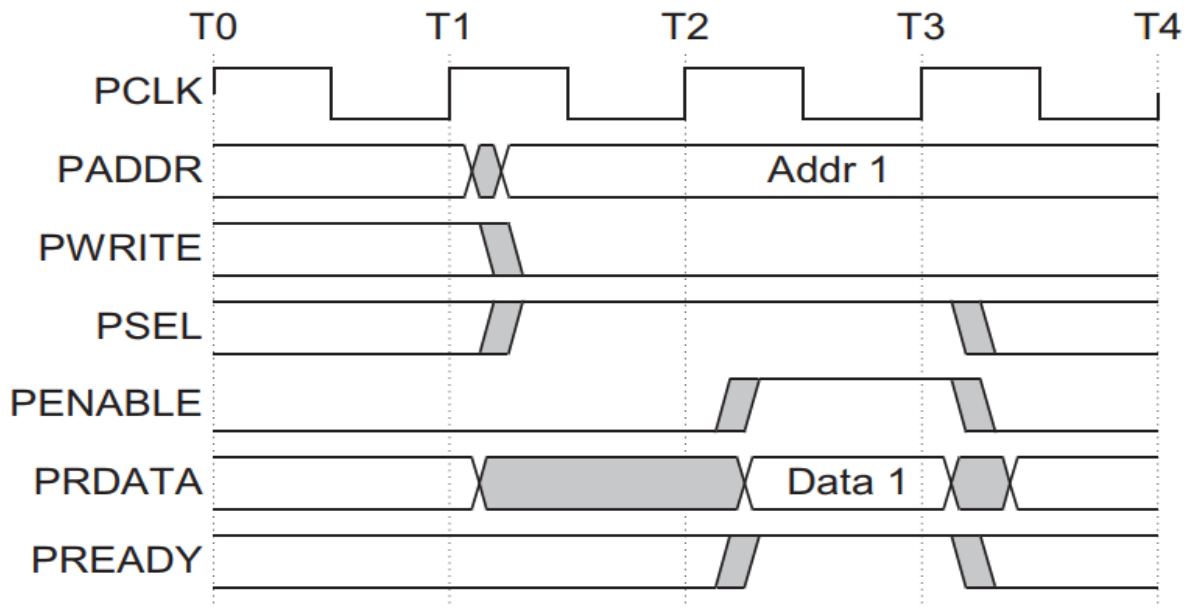 T0 T1 T2 T3 T4
PCLK
PADDR Addr 1
PWRITE
PSEL
PENABLE
PRDATA Data 1
PREADY